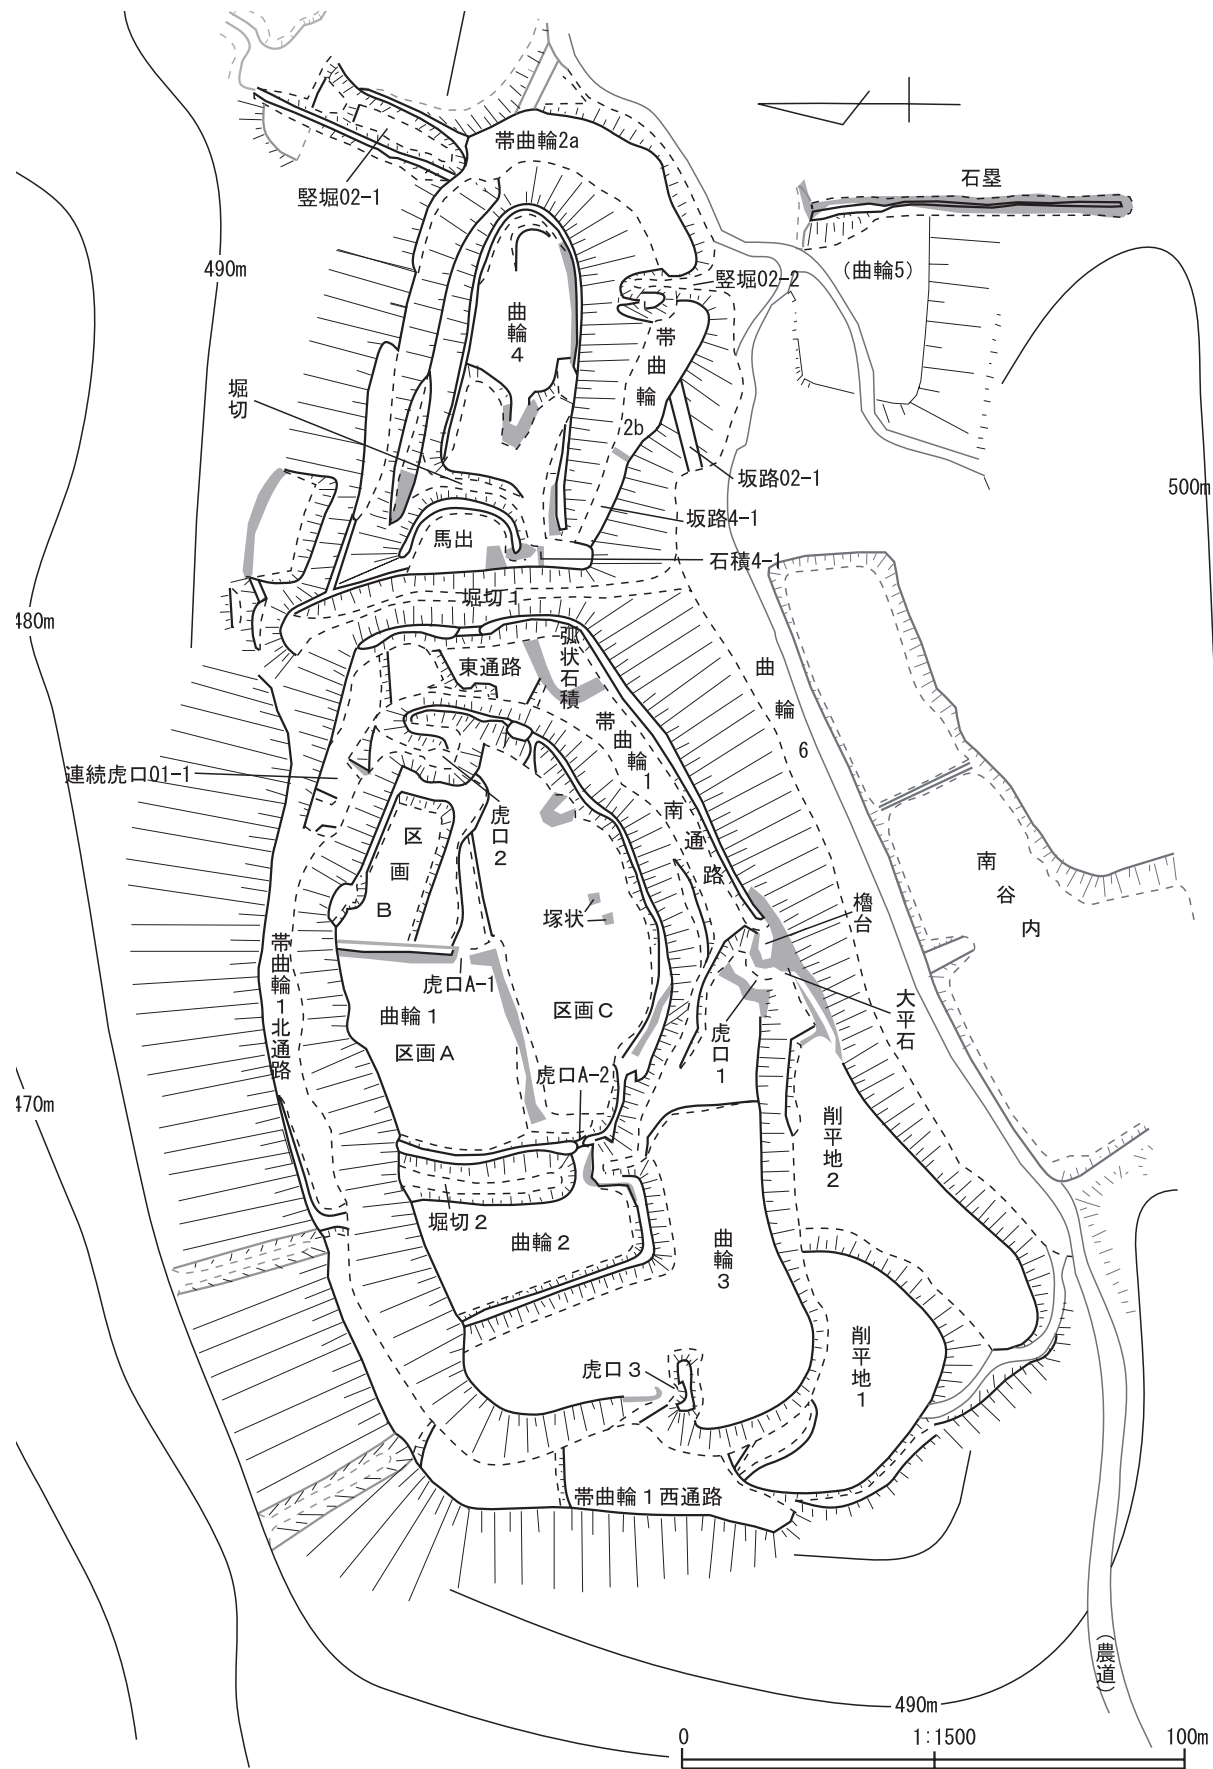 帯曲輪2a
竪堀02-1
石塁
490m
(曲輪5)
竪堀02-2
曲輪4
帯曲輪2b
堀切
坂路02-1
500m
坂路4-1
馬出
石積4-1
堀切1
480m
弧状石積
東通路
曲輪6
帯曲輪1南通路
連続虎口01-1
虎口2
区画B
南谷内
櫓台
塚状
帯曲輪1北通路
虎口A-1
曲輪1
区画A
区画C
大平石
虎口1
虎口A-2
470m
削平地2
堀切2
曲輪2
曲輪3
削平地1
虎口3
帯曲輪1西通路
(農道)
490m
0
1:1500
100m